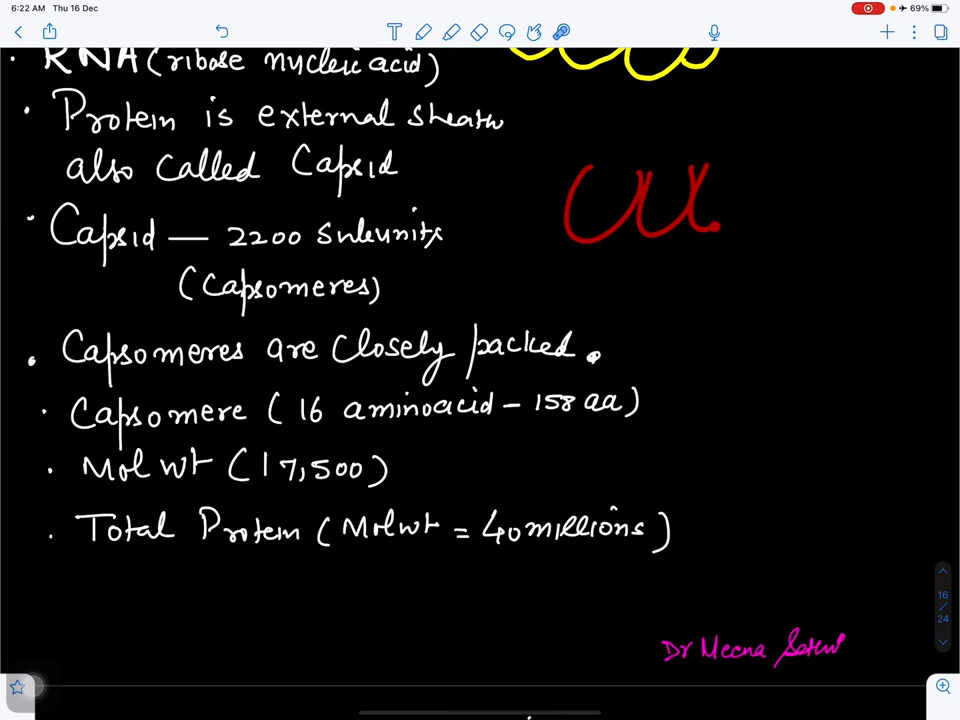 6:22 AM Thu 16 Dec
69%
• RNA (ribose nucleic acid)
• Protein is external sheath
also called Capsid
• Capsid — 2200 subunits
(Capsomeres)
• Capsomeres are closely packed.
• Capsomere (16 aminoacid - 158 aa)
• Mol wt (17,500)
• Total Protein (Mol wt = 40 millions)
16
/
24
Dr Meena